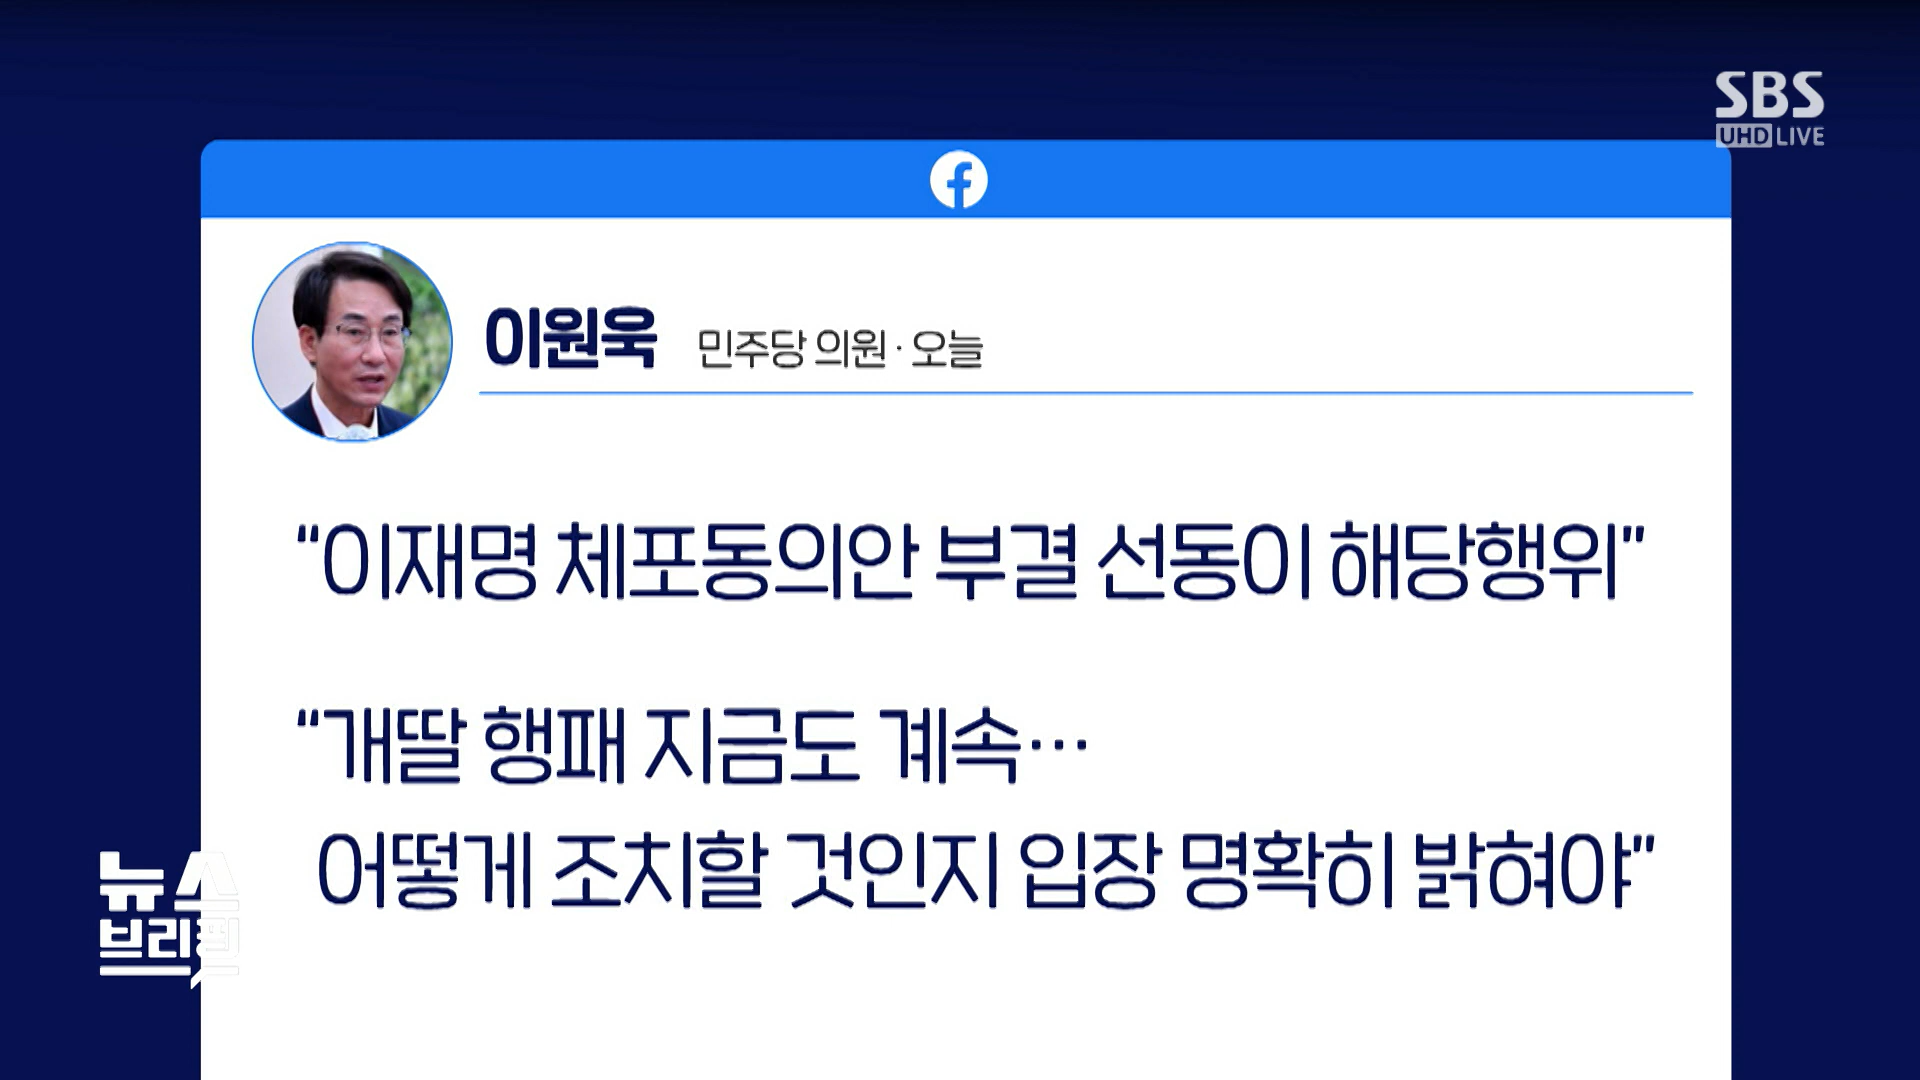 SBS
UHD LIVE
이원욱 민주당 의원·오늘
“이재명 체포동의안 부결 선동이 해당행위”
“개딸 행패 지금도 계속…
어떻게 조치할 것인지 입장 명확히 밝혀야”
뉴스
브리핑